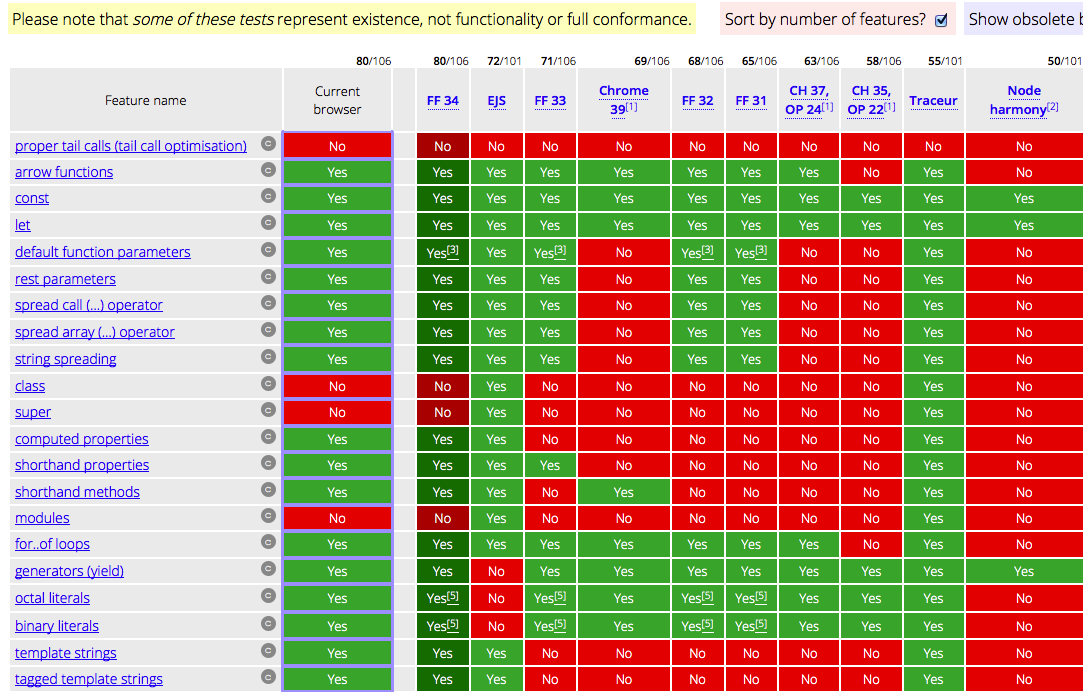 Please note that some of these tests represent existence, not functionality or full conformance. Sort by number of features? Show obsolete b
80/106 80/106 72/101 71/106 69/106 68/106 65/106 63/106 58/106 55/101 50/101
Feature name Current browser FF 34 EJS FF 33 Chrome 39[1] FF 32 FF 31 CH 37, OP 24[1] CH 35, OP 22[1] Traceur Node harmony[2]
proper tail calls (tail call optimisation) C No No No No No No No No No No No
arrow functions C Yes Yes Yes Yes Yes Yes Yes Yes No Yes No
const C Yes Yes Yes Yes Yes Yes Yes Yes Yes Yes Yes
let C Yes Yes Yes Yes Yes Yes Yes Yes Yes Yes Yes
default function parameters C Yes Yes[3] Yes Yes[3] No Yes[3] Yes[3] No No Yes No
rest parameters C Yes Yes Yes Yes No Yes Yes No No Yes No
spread call (...) operator C Yes Yes Yes Yes No Yes Yes No No Yes No
spread array (...) operator C Yes Yes Yes Yes No Yes Yes No No Yes No
string spreading C Yes Yes Yes Yes No Yes Yes No No Yes No
class C No No Yes No No No No No No Yes No
super C No No Yes No No No No No No Yes No
computed properties C Yes Yes Yes No No No No No No Yes No
shorthand properties C Yes Yes Yes Yes No No No No No Yes No
shorthand methods C Yes Yes Yes No Yes No No No No Yes No
modules C No No Yes No No No No No No Yes No
for..of loops C Yes Yes Yes Yes Yes Yes Yes Yes No Yes No
generators (yield) C Yes Yes No Yes Yes Yes Yes Yes Yes Yes Yes
octal literals C Yes Yes[5] No Yes[5] Yes Yes[5] Yes[5] Yes Yes Yes No
binary literals C Yes Yes[5] No Yes[5] Yes Yes[5] Yes[5] Yes Yes Yes No
template strings C Yes Yes Yes No No No No No No Yes No
tagged template strings C Yes Yes Yes No No No No No No Yes No